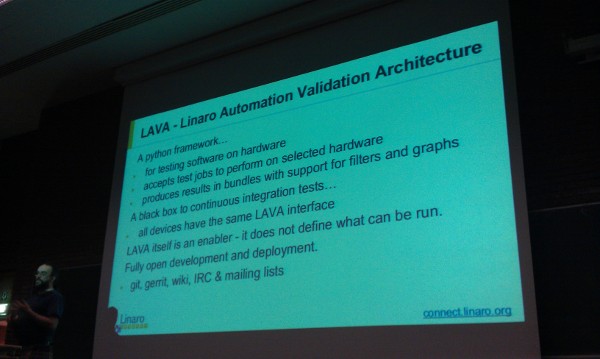 LAVA - Linaro Automation Validation Architecture
A python framework...
- for testing software on hardware
- accepts test jobs to perform on selected hardware
- produces results in bundles with support for filters and graphs
A black box to continuous integration tests...
- all devices have the same LAVA interface
LAVA itself is an enabler - it does not define what can be run.
Fully open development and deployment.
- git, gerrit, wiki, IRC & mailing lists
Linaro
connect.linaro.org